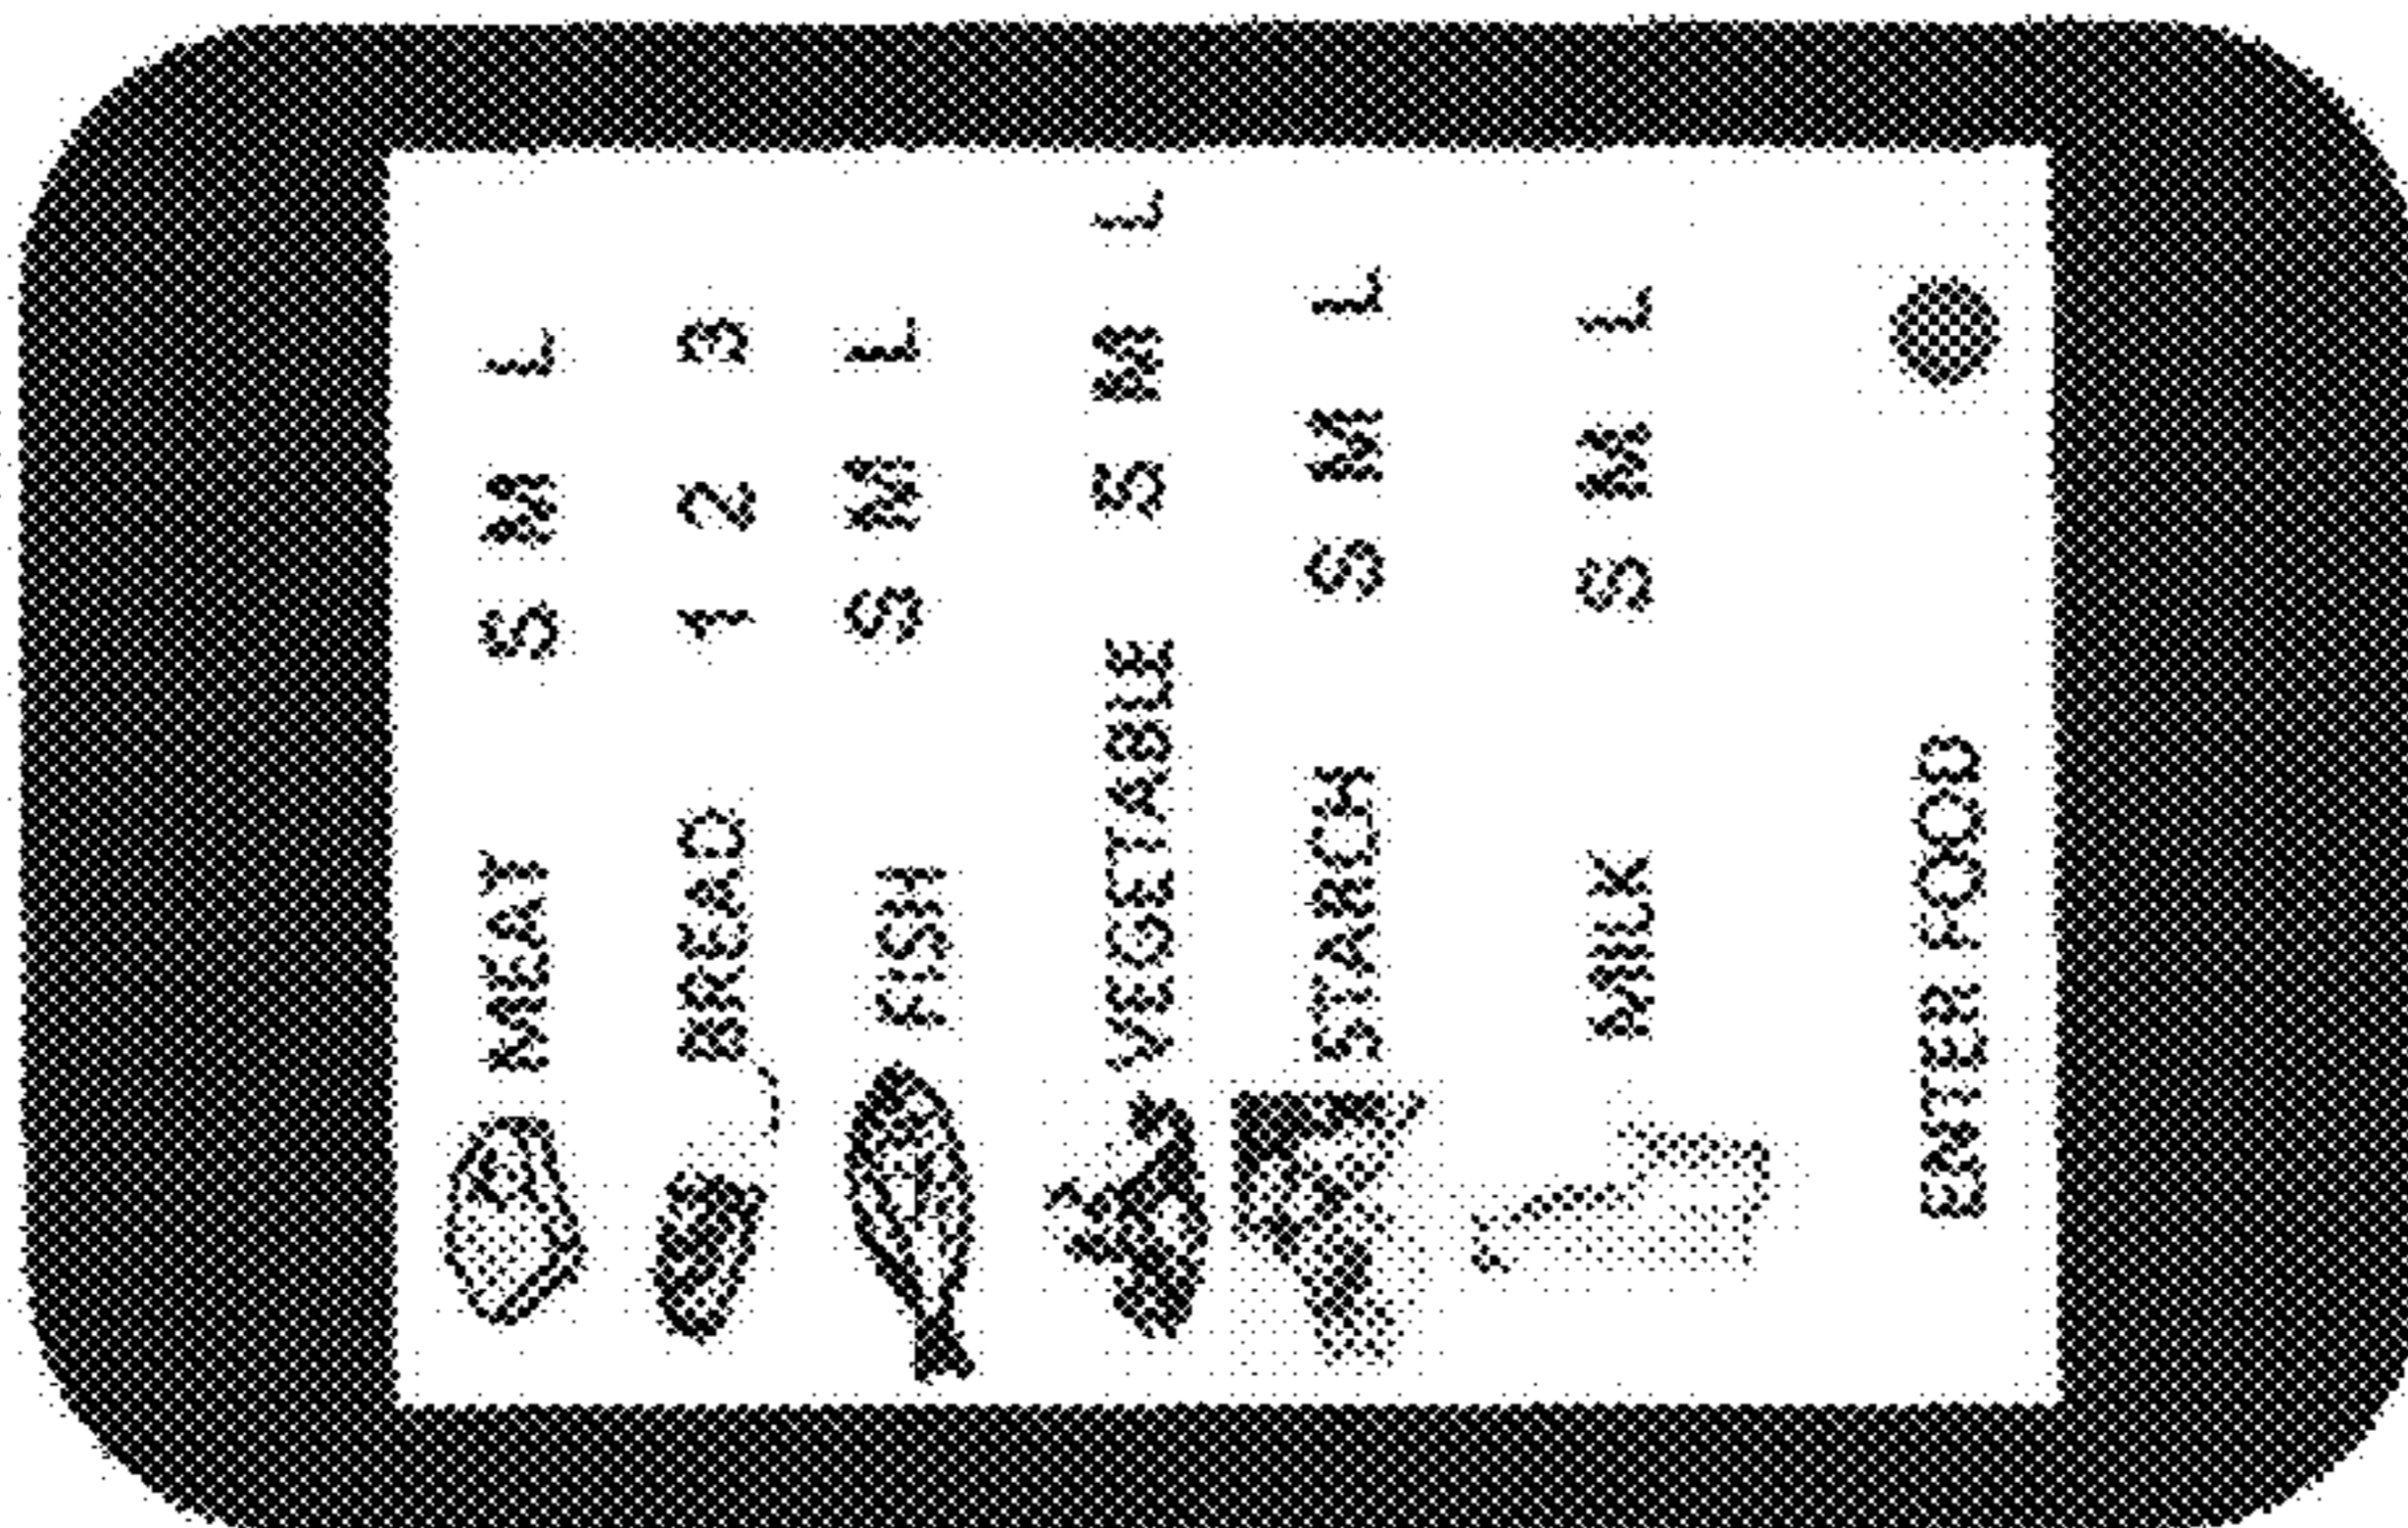 MEAT S M L
BREAD 1 2 3
FISH S M L
VEGETABLE S M L
STARCH S M L
MILK S M L
ENTER FOOD